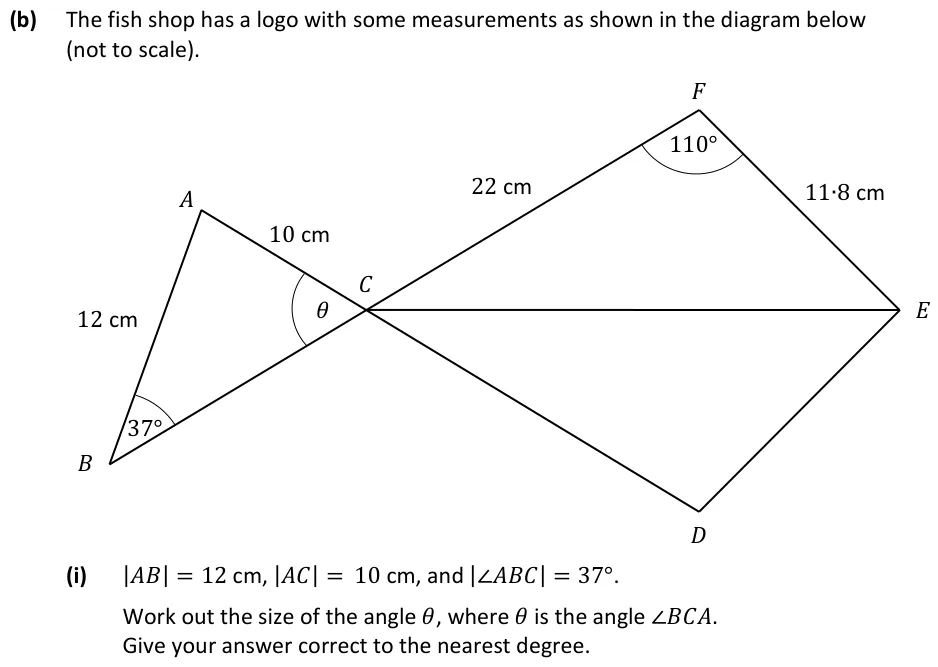 (b) The fish shop has a logo with some measurements as shown in the diagram below
(not to scale).
F
110°
22 cm
11·8 cm
A
10 cm
C
θ
E
12 cm
37°
B
D
(i) |AB| = 12 cm, |AC| = 10 cm, and |∠ABC| = 37°.
Work out the size of the angle θ, where θ is the angle ∠BCA.
Give your answer correct to the nearest degree.